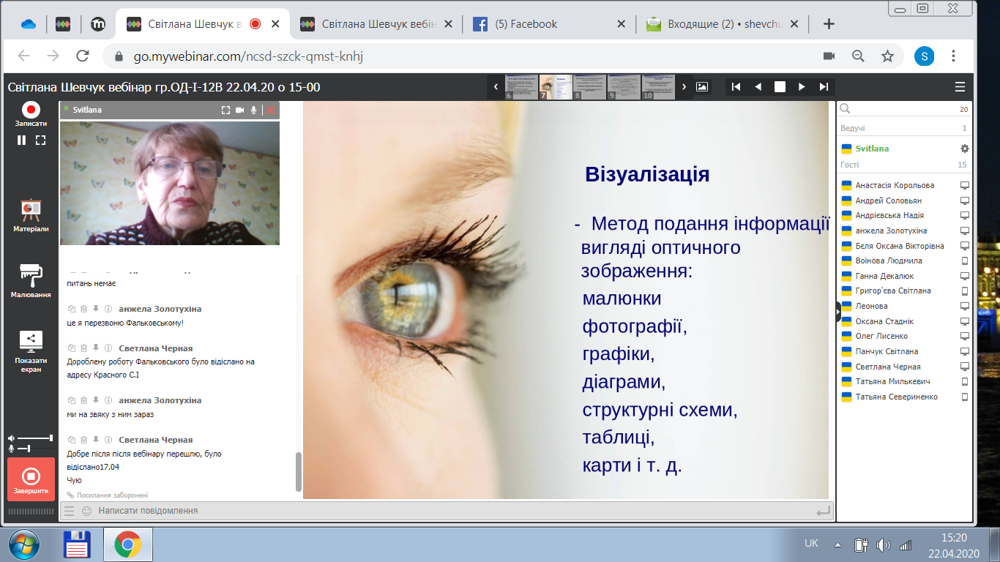 Світлана Шевчук в
Світлана Шевчук вебін
(5) Facebook
Входящие (2) • shevchu
go.mywebinar.com/ncsd-szck-qmst-knhj
S
Світлана Шевчук вебінар гр.ОД-І-12В 22.04.20 о 15-00
6
7
8
9
10
Записати
Матеріали
Малювання
Показати
екран
Завершити
Svitlana
питань немає
анжела Золотухіна
це я перезвоню Фальковському!
Светлана Черная
Дороблену роботу Фальковського було відіслано на
адресу Красного С.І
анжела Золотухіна
ми на звяку з ним зараз
Светлана Черная
Добре після після вебінару перешлю, було
відіслано17.04
Чую
Посилання заборонені
Написати повідомлення
Візуалізація
- Метод подання інформації
вигляді оптичного
зображення:
малюнки
фотографії,
графіки,
діаграми,
структурні схеми,
таблиці,
карти і т. д.
20
Ведучі 1
Svitlana
Гості 15
Анастасія Корольова
Андрей Соловьян
Андрієвська Надія
анжела Золотухіна
Бєля Оксана Вікторівна
Воїнова Людмила
Ганна Декалюк
Григор'єва Світлана
Леонова
Оксана Стаднік
Олег Лисенко
Панчук Світлана
Светлана Черная
Татьяна Милькевич
Татьяна Севериненко
UK
15:20
22.04.2020